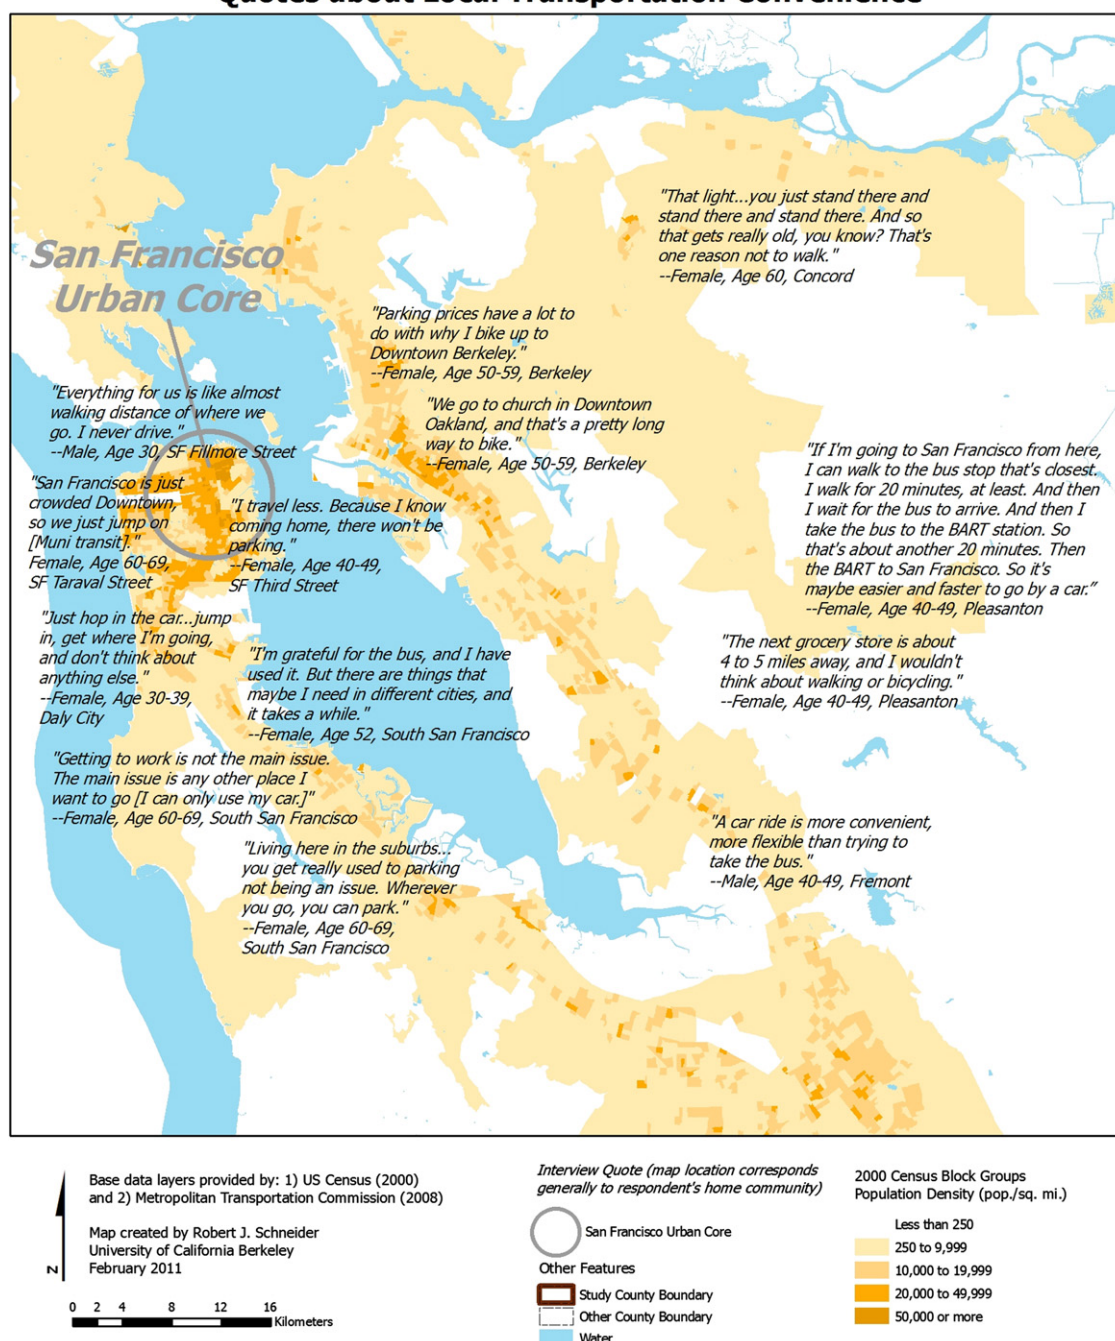 Quotes about Local Transportation Convenience
San Francisco
Urban Core
"That light...you just stand there and
stand there and stand there. And so
that gets really old, you know? That's
one reason not to walk."
--Female, Age 60, Concord
"Parking prices have a lot to
do with why I bike up to
Downtown Berkeley."
--Female, Age 50-59, Berkeley
"Everything for us is like almost
walking distance of where we
go. I never drive."
--Male, Age 30, SF Fillmore Street
"We go to church in Downtown
Oakland, and that's a pretty long
way to bike."
--Female, Age 50-59, Berkeley
"If I'm going to San Francisco from here,
I can walk to the bus stop that's closest.
I walk for 20 minutes, at least. And then
I wait for the bus to arrive. And then I
take the bus to the BART station. So
that's about another 20 minutes. Then
the BART to San Francisco. So it's
maybe easier and faster to go by a car."
--Female, Age 40-49, Pleasanton
"San Francisco is just
crowded Downtown,
so we just jump on
[Muni transit]."
Female, Age 60-69,
SF Taraval Street
"I travel less. Because I know
coming home, there won't be
parking."
--Female, Age 40-49,
SF Third Street
"Just hop in the car...jump
in, get where I'm going,
and don't think about
anything else."
--Female, Age 30-39,
Daly City
"I'm grateful for the bus, and I have
used it. But there are things that
maybe I need in different cities, and
it takes a while."
--Female, Age 52, South San Francisco
"The next grocery store is about
4 to 5 miles away, and I wouldn't
think about walking or bicycling."
--Female, Age 40-49, Pleasanton
"Getting to work is not the main issue.
The main issue is any other place I
want to go [I can only use my car.]"
--Female, Age 60-69, South San Francisco
"A car ride is more convenient,
more flexible than trying to
take the bus."
--Male, Age 40-49, Fremont
"Living here in the suburbs...
you get really used to parking
not being an issue. Wherever
you go, you can park."
--Female, Age 60-69,
South San Francisco
N
Base data layers provided by: 1) US Census (2000)
and 2) Metropolitan Transportation Commission (2008)
Map created by Robert J. Schneider
University of California Berkeley
February 2011
0 2 4 8 12 16
Kilometers
Interview Quote (map location corresponds
generally to respondent's home community)
San Francisco Urban Core
Other Features
Study County Boundary
Other County Boundary
Water
2000 Census Block Groups
Population Density (pop./sq. mi.)
Less than 250
250 to 9,999
10,000 to 19,999
20,000 to 49,999
50,000 or more